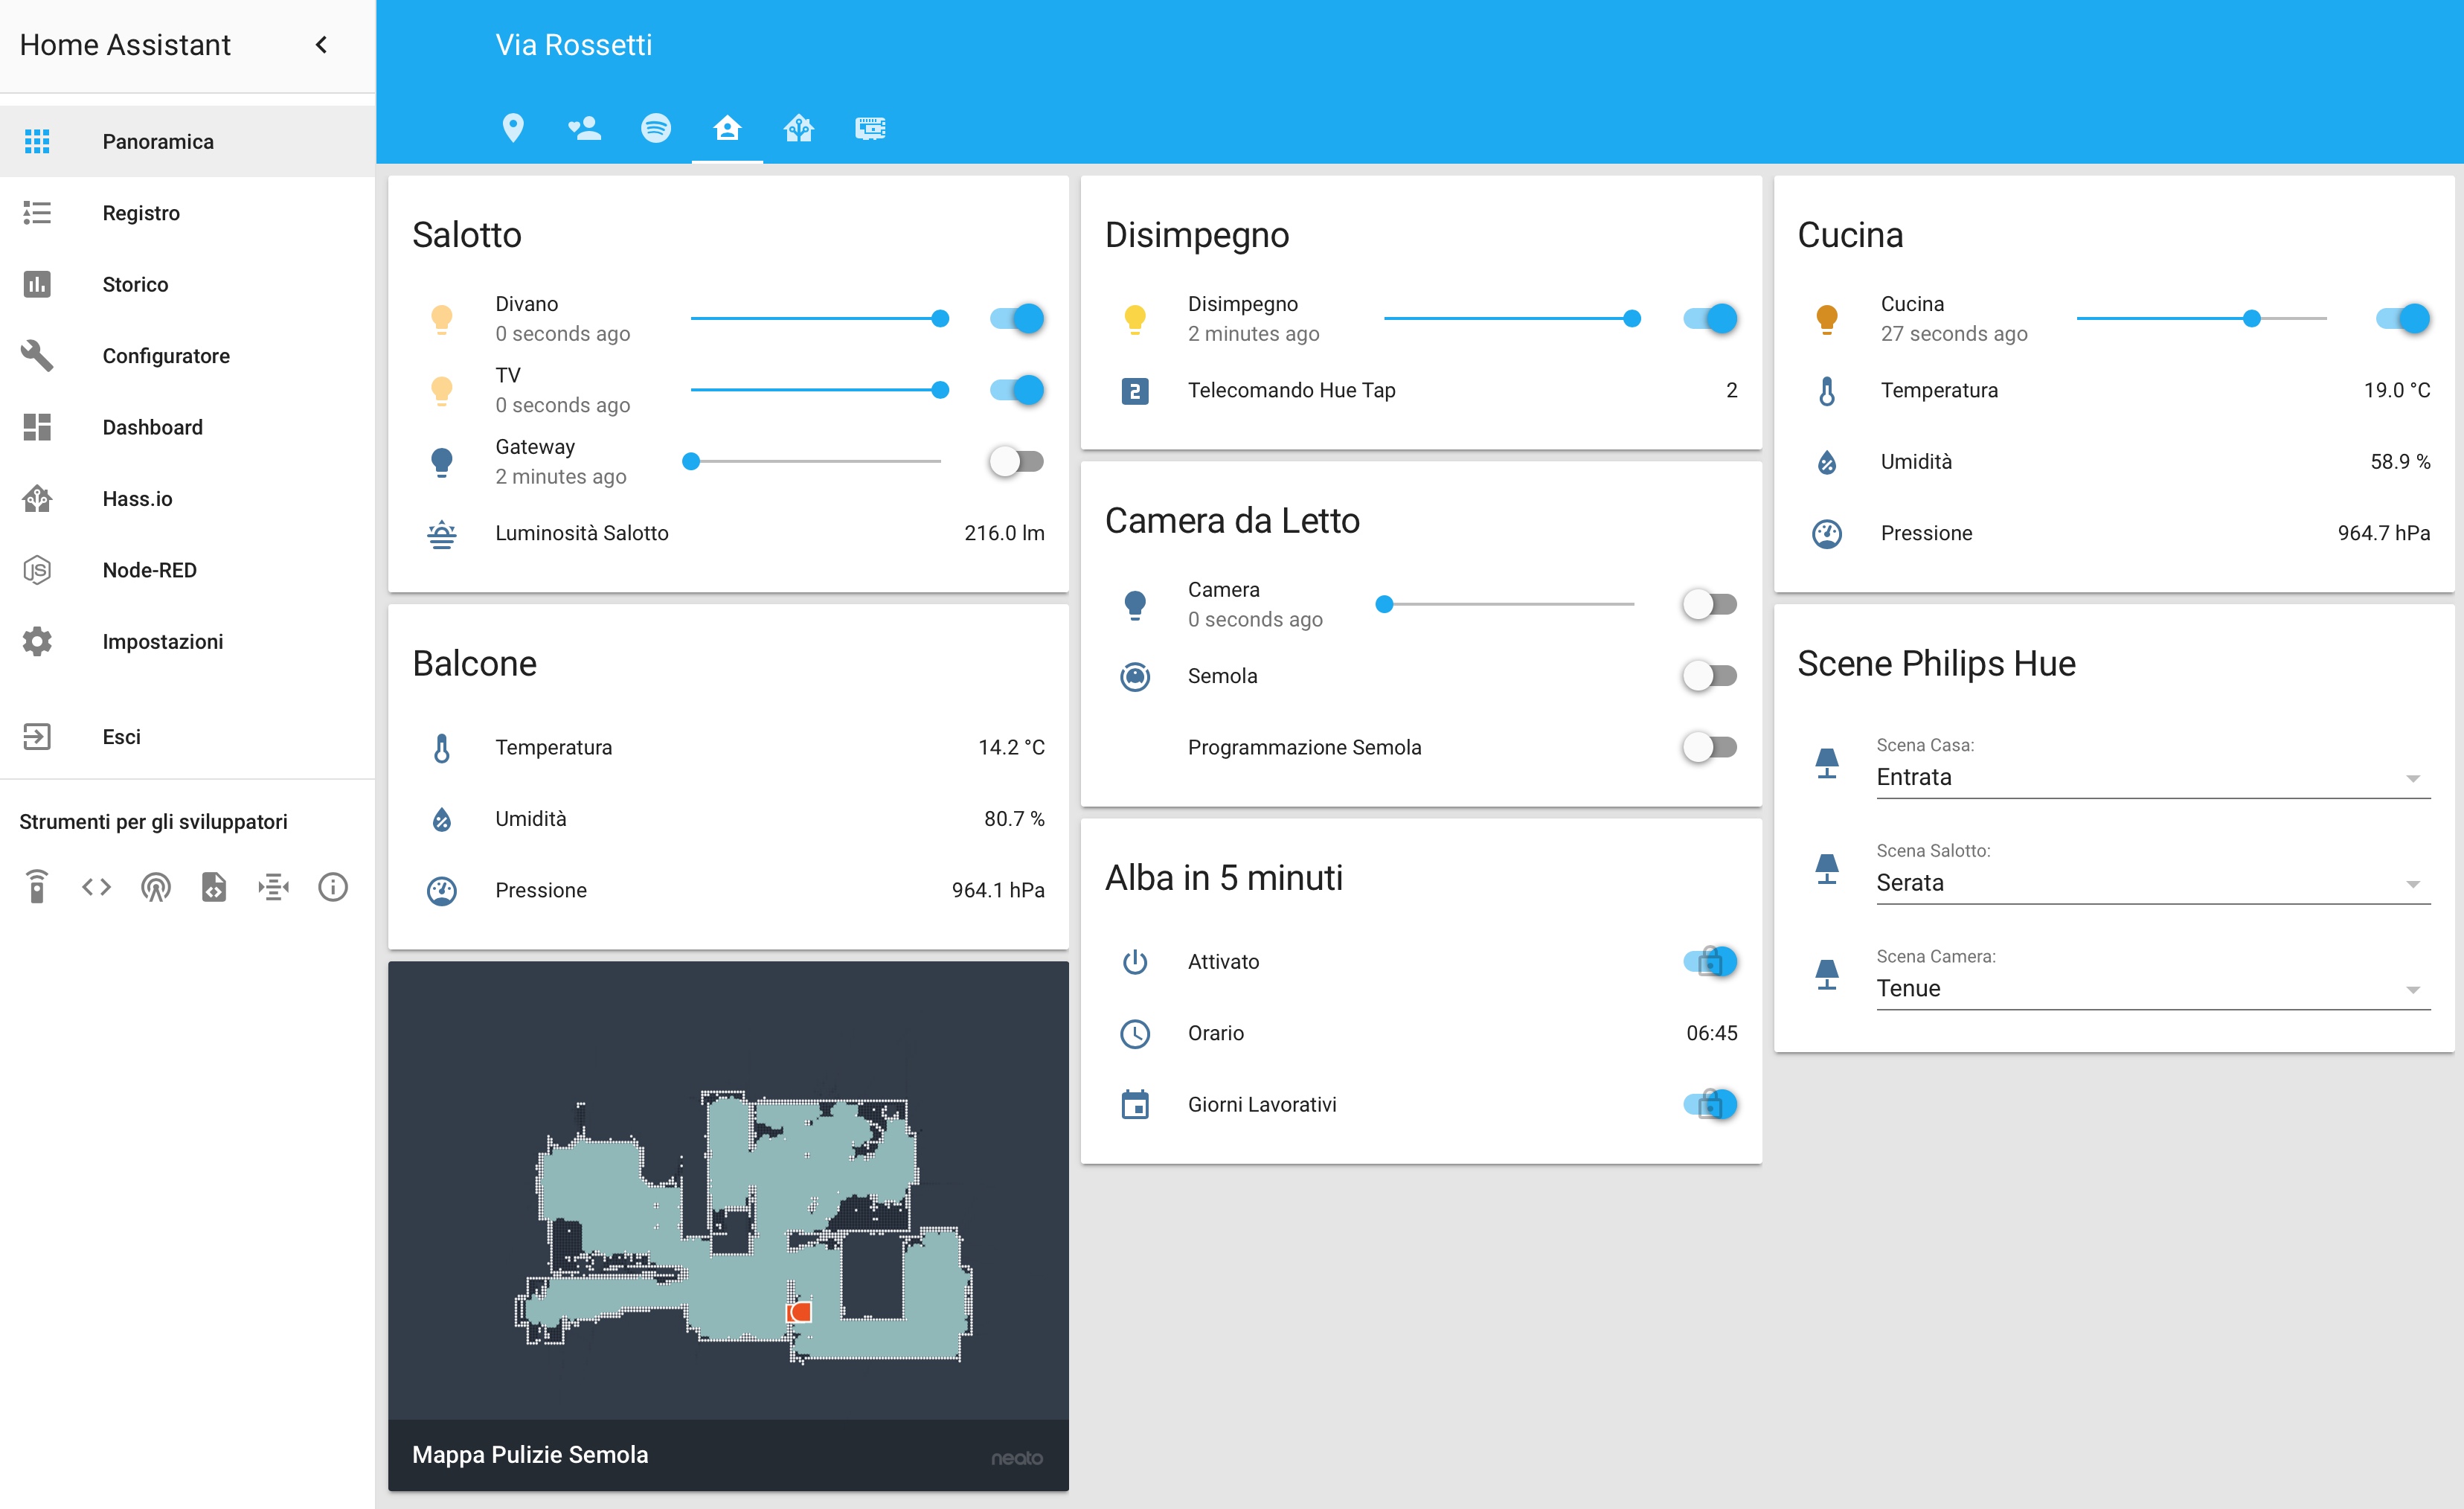 Home Assistant
Panoramica
Registro
Storico
Configuratore
Dashboard
Hass.io
Node-RED
Impostazioni
Esci
Strumenti per gli sviluppatori
Via Rossetti
Salotto
Divano
0 seconds ago
TV
0 seconds ago
Gateway
2 minutes ago
Luminosità Salotto 216.0 lm
Balcone
Temperatura 14.2 °C
Umidità 80.7 %
Pressione 964.1 hPa
Mappa Pulizie Semola neato
Disimpegno
Disimpegno
2 minutes ago
2 Telecomando Hue Tap 2
Camera da Letto
Camera
0 seconds ago
Semola
Programmazione Semola
Alba in 5 minuti
Attivato
Orario 06:45
Giorni Lavorativi
Cucina
Cucina
27 seconds ago
Temperatura 19.0 °C
Umidità 58.9 %
Pressione 964.7 hPa
Scene Philips Hue
Scena Casa:
Entrata
Scena Salotto:
Serata
Scena Camera:
Tenue